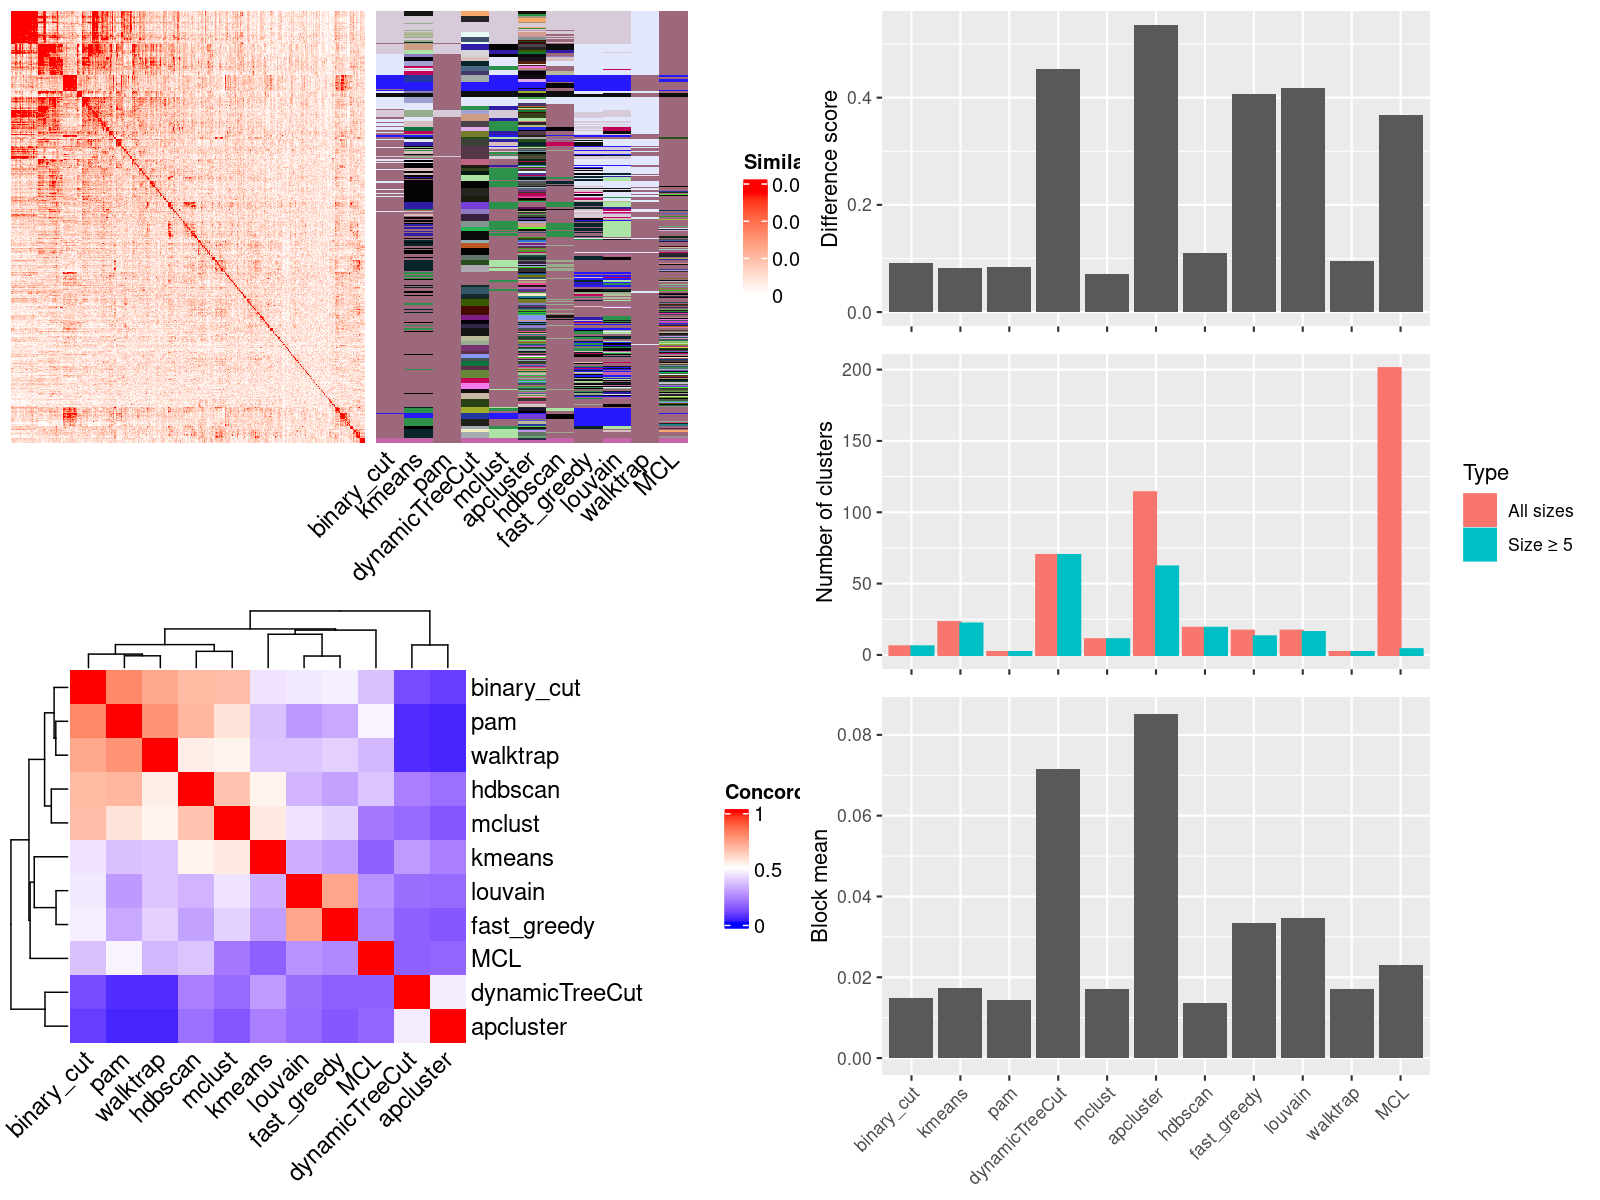 Simila
0.0
0.0
0.0
0
binary_cut
kmeans
pam
dynamicTreeCut
mclust
apcluster
hdbscan
fast_greedy
louvain
walktrap
MCL
binary_cut
pam
walktrap
hdbscan
mclust
kmeans
louvain
fast_greedy
MCL
dynamicTreeCut
apcluster
binary_cut
pam
walktrap
hdbscan
mclust
kmeans
louvain
fast_greedy
MCL
dynamicTreeCut
apcluster
Concord
1
0.5
0
Difference score
0.4
0.2
0.0
Number of clusters
200
150
100
50
0
Type
All sizes
Size ≥ 5
Block mean
0.08
0.06
0.04
0.02
0.00
binary_cut
kmeans
pam
dynamicTreeCut
mclust
apcluster
hdbscan
fast_greedy
louvain
walktrap
MCL